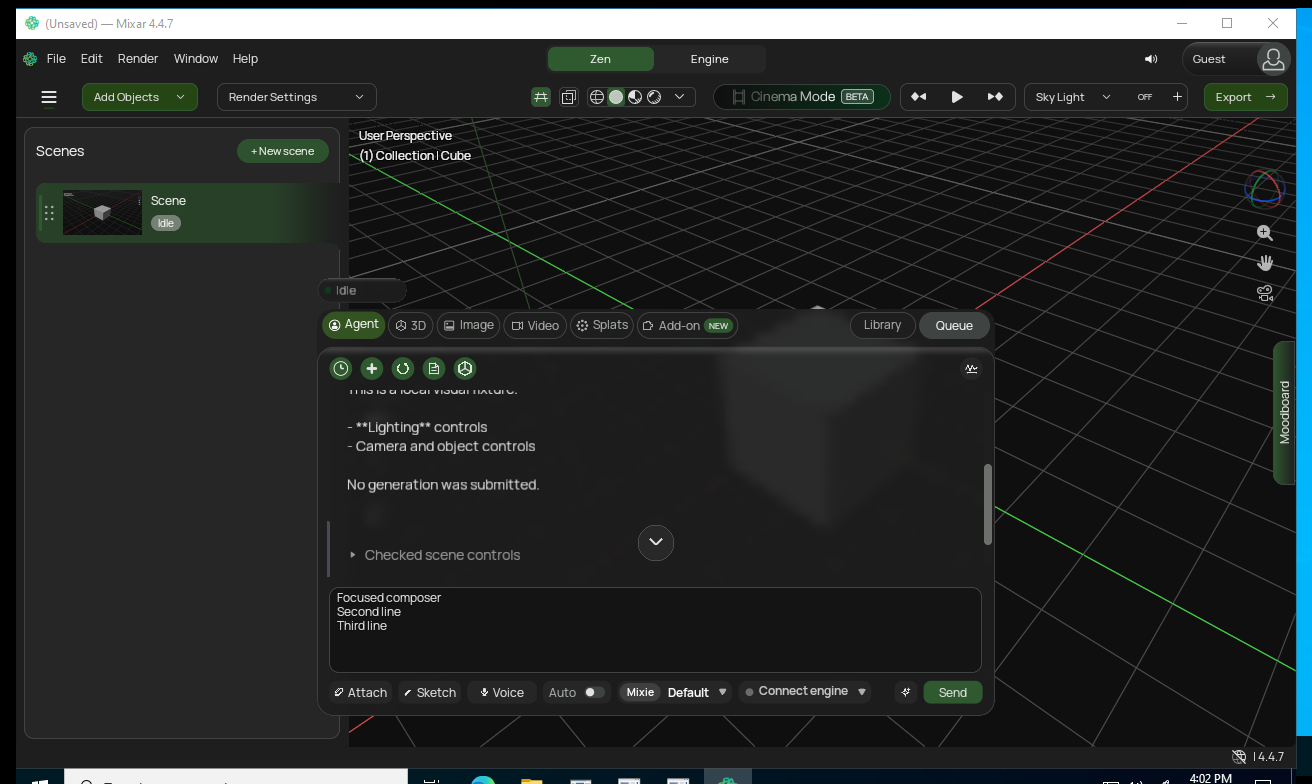 (Unsaved) — Mixar 4.4.7
File Edit Render Window Help
Zen Engine
Guest
Add Objects Render Settings
Cinema Mode BETA
Sky Light OFF
Export →
Scenes + New scene
User Perspective
(1) Collection | Cube
Scene
Idle
Idle
Agent 3D Image Video Splats Add-on NEW Library Queue
This is a local visual fixture.
- **Lighting** controls
- Camera and object controls
No generation was submitted.
Checked scene controls
Moodboard
Focused composer
Second line
Third line
Attach Sketch Voice Auto Mixie Default Connect engine Send
4.4.7
4:02 PM